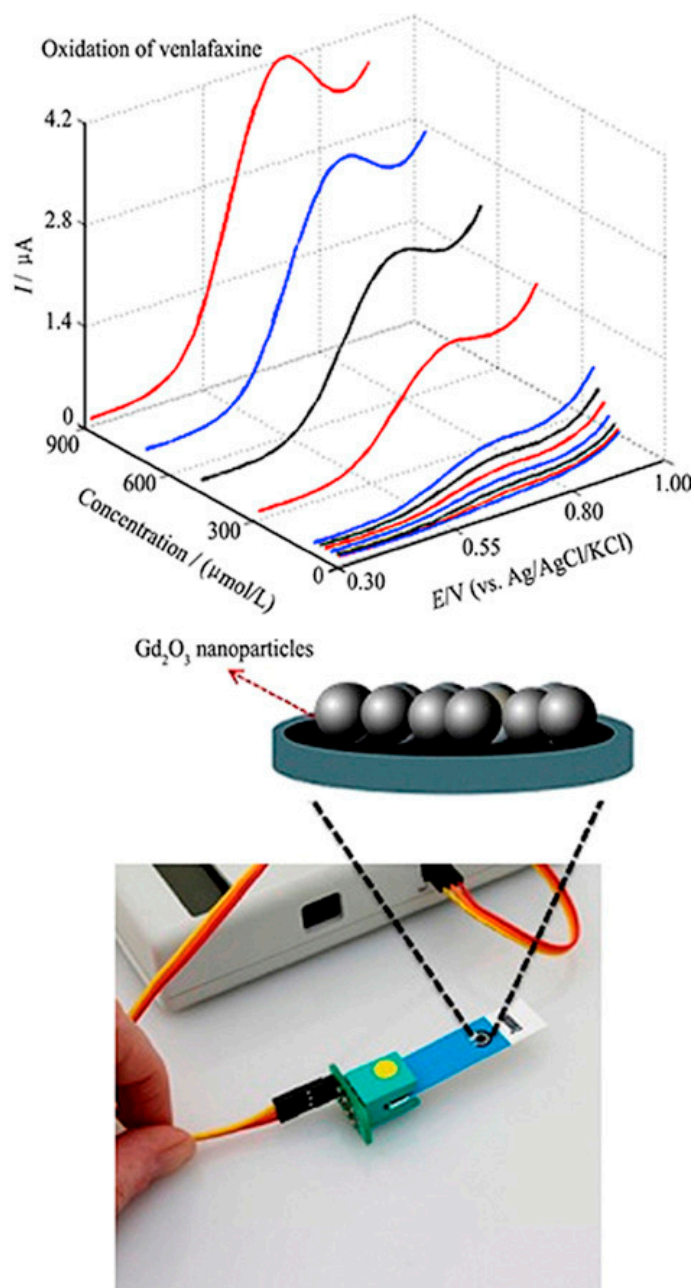 Oxidation of venlafaxine
4.2
2.8
1.4
0
I / µA
900
600
300
0
Concentration / (µmol/L)
0.30
0.55
0.80
1.00
E/V (vs. Ag/AgCl/KCl)
Gd₂O₃ nanoparticles